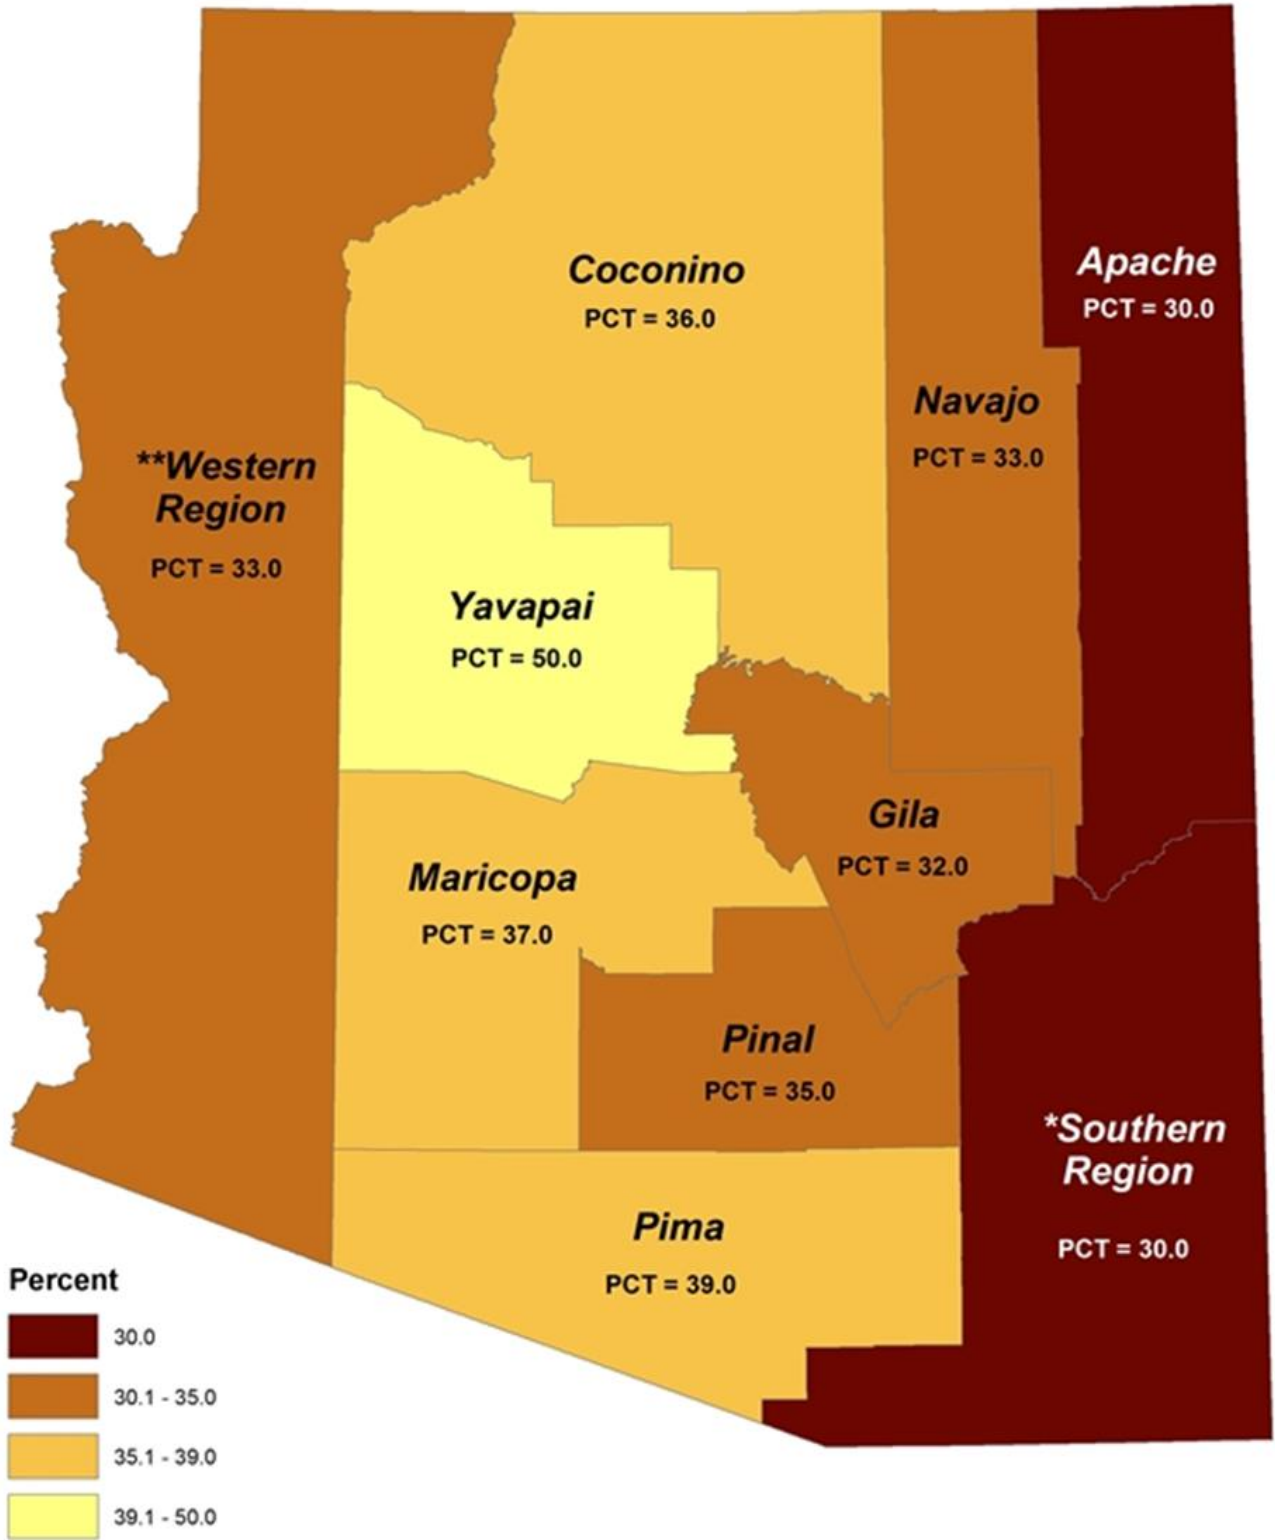 Coconino
PCT = 36.0
Apache
PCT = 30.0
Navajo
PCT = 33.0
**Western
Region
PCT = 33.0
Yavapai
PCT = 50.0
Gila
PCT = 32.0
Maricopa
PCT = 37.0
Pinal
PCT = 35.0
*Southern
Region
PCT = 30.0
Pima
PCT = 39.0
Percent
30.0
30.1 - 35.0
35.1 - 39.0
39.1 - 50.0